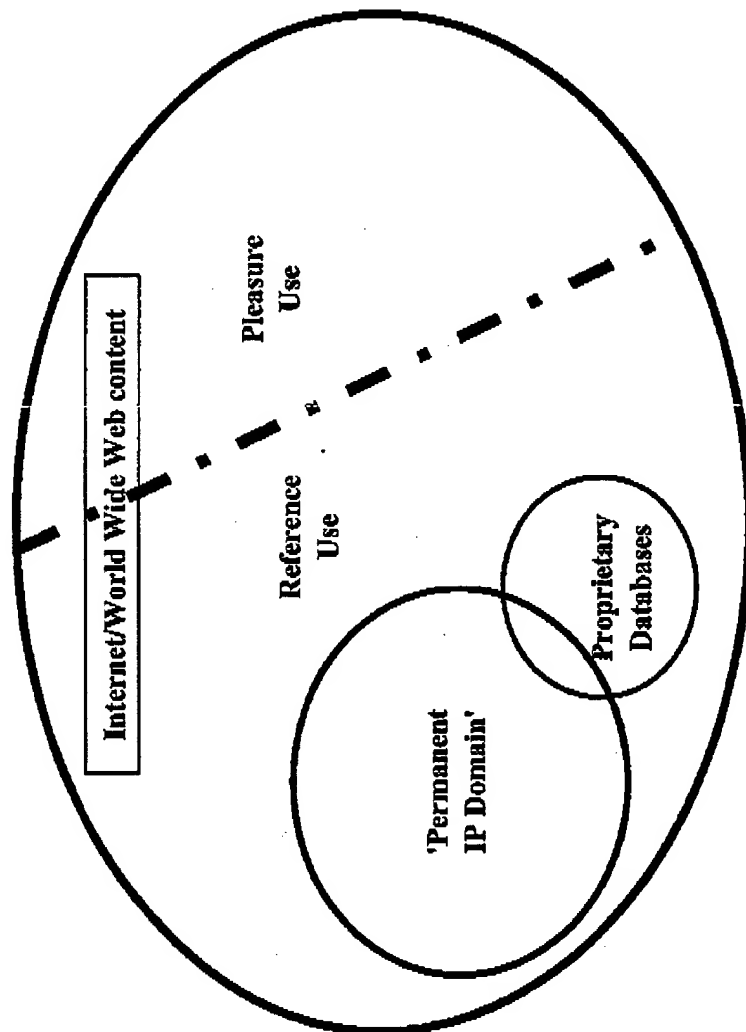 Internet/World Wide Web content
Reference
Use
Pleasure
Use
'Permanent
IP Domain'
Proprietary
Databases